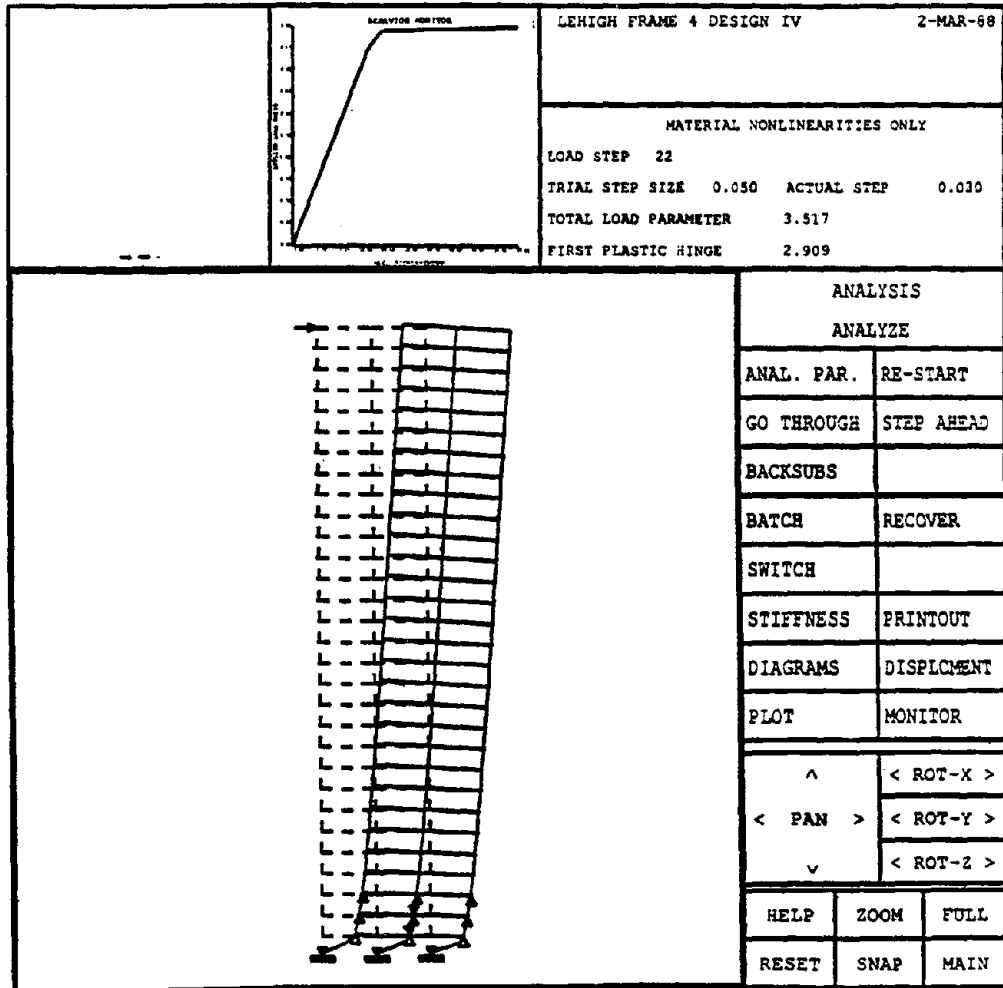 BEHAVIOR MONITOR
LEHIGH FRAME 4 DESIGN IV 2-MAR-88
MATERIAL NONLINEARITIES ONLY
LOAD STEP 22
TRIAL STEP SIZE 0.050 ACTUAL STEP 0.030
TOTAL LOAD PARAMETER 3.517
FIRST PLASTIC HINGE 2.909
ANALYSIS
ANALYZE
ANAL. PAR. RE-START
GO THROUGH STEP AHEAD
BACKSUBS
BATCH RECOVER
SWITCH
STIFFNESS PRINTOUT
DIAGRAMS DISPLCMENT
PLOT MONITOR
^ < ROT-X >
< PAN > < ROT-Y >
v < ROT-Z >
HELP ZOOM FULL
RESET SNAP MAIN